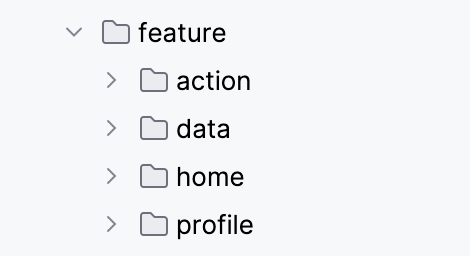 feature
action
data
home
profile